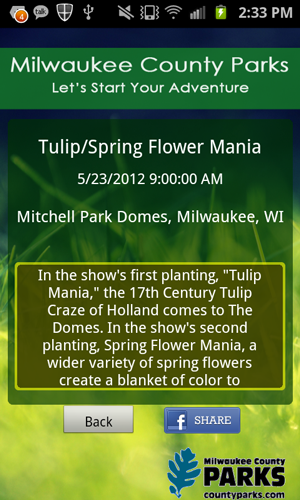 4 talk 2:33 PM
Milwaukee County Parks
Let's Start Your Adventure
Tulip/Spring Flower Mania
5/23/2012 9:00:00 AM
Mitchell Park Domes, Milwaukee, WI
In the show's first planting, "Tulip
Mania," the 17th Century Tulip
Craze of Holland comes to The
Domes. In the show's second
planting, Spring Flower Mania, a
wider variety of spring flowers
create a blanket of color to
Back
f SHARE
Milwaukee County
PARKS
countyparks.com